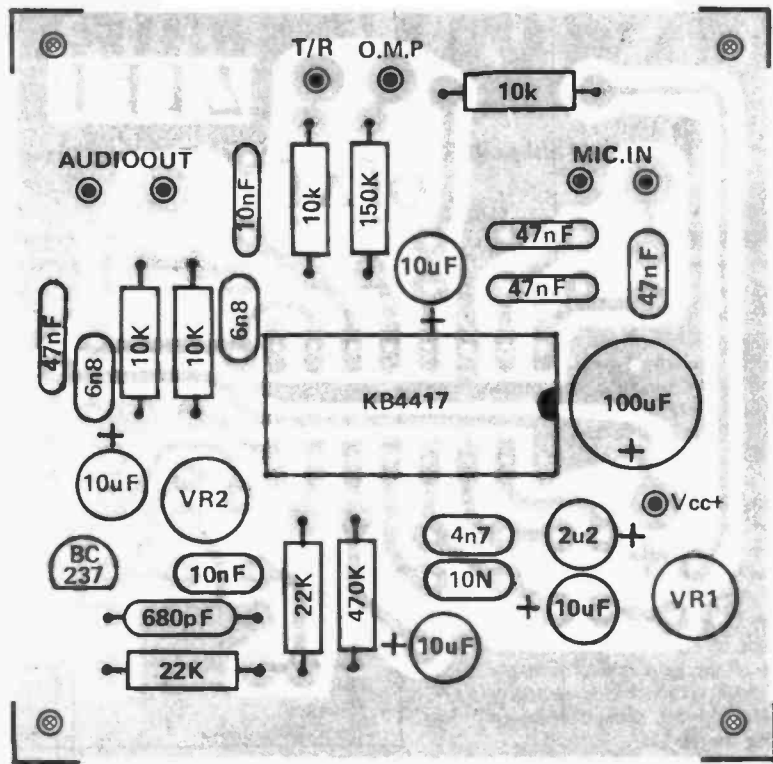 T/R O.M.P
10k
AUDIOOUT
MIC.IN
10nF
10k
150K
47nF
10uF
47nF
47nF
47nF
6n8
10K
10K
6n8
+
KB4417
100uF
+
+
10uF
VR2
Vcc+
BC
237
4n7
2u2
+
10nF
22K
470K
10N
680pF
+
10uF
VR1
+
10uF
22K